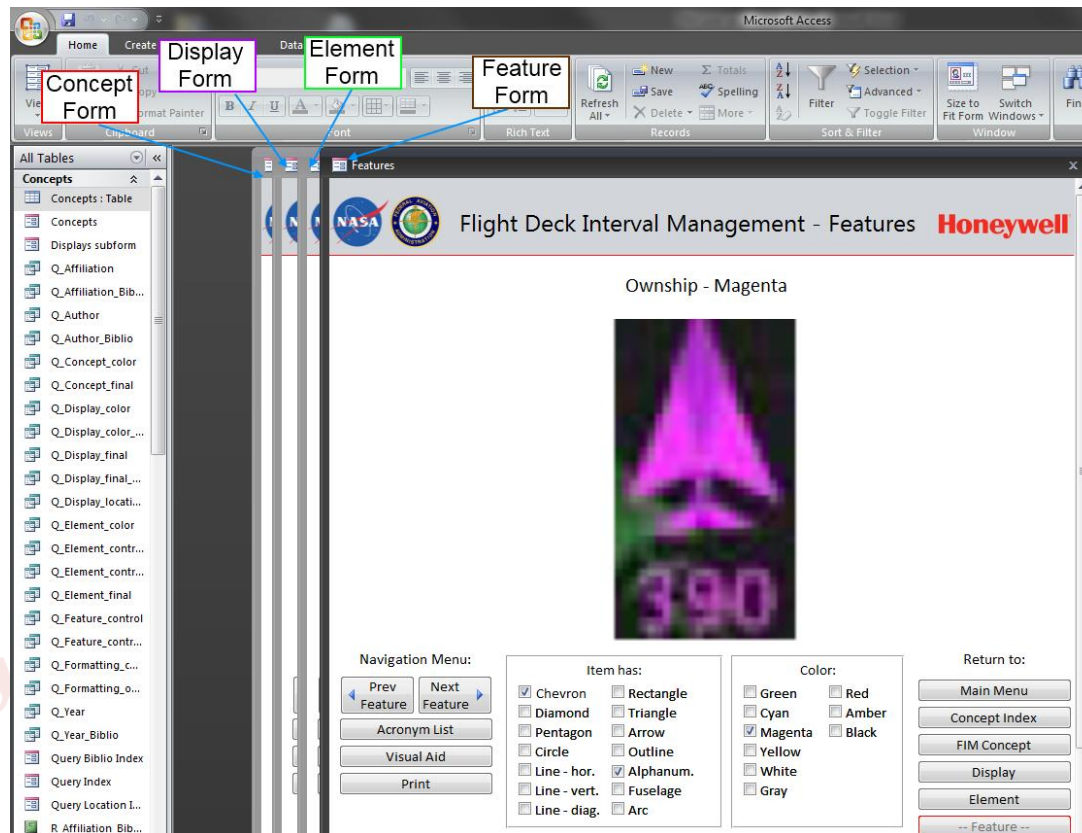 Microsoft Access
Home
Create
Data
Display
Form
Element
Form
Concept
Form
Feature
Form
Cut
Format Painter
Views
Clipboard
B I U A
Font
Rich Text
Refresh
All
New
Save
Delete
Totals
Spelling
More
Records
Filter
Selection
Advanced
Toggle Filter
Sort & Filter
Size to
Fit Form
Switch
Windows
Window
All Tables
Concepts
Concepts : Table
Concepts
Displays subform
Q_Affiliation
Q_Affiliation_Bib...
Q_Author
Q_Author_Biblio
Q_Concept_color
Q_Concept_final
Q_Display_color
Q_Display_color_...
Q_Display_final
Q_Display_final_...
Q_Display_locati...
Q_Element_color
Q_Element_contr...
Q_Element_contr...
Q_Element_final
Q_Feature_control
Q_Feature_contr...
Q_Formatting_c...
Q_Formatting_o...
Q_Year
Q_Year_Biblio
Query Biblio Index
Query Index
Query Location I...
R_Affiliation_Bib...
Features
NASA
Flight Deck Interval Management - Features
Honeywell
Ownship - Magenta
390
Navigation Menu:
Prev
Feature
Next
Feature
Acronym List
Visual Aid
Print
Item has:
Chevron
Diamond
Pentagon
Circle
Line - hor.
Line - vert.
Line - diag.
Rectangle
Triangle
Arrow
Outline
Alphanum.
Fuselage
Arc
Color:
Green
Cyan
Magenta
Yellow
White
Gray
Red
Amber
Black
Return to:
Main Menu
Concept Index
FIM Concept
Display
Element
-- Feature --